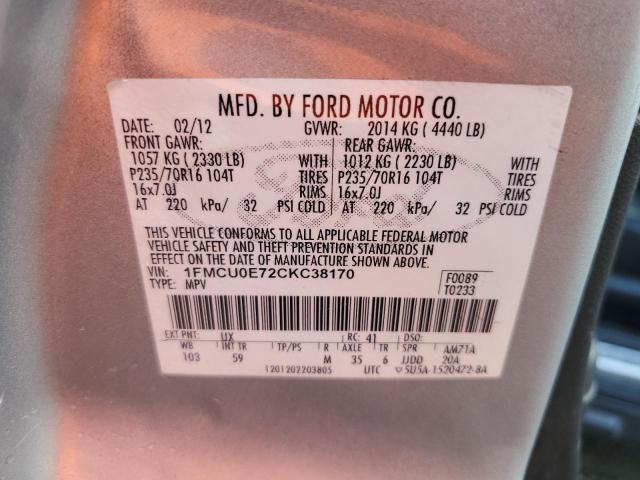 MFD. BY FORD MOTOR CO.
DATE: 02/12 GVWR: 2014 KG ( 4440 LB)
FRONT GAWR: REAR GAWR:
1057 KG ( 2330 LB) WITH 1012 KG ( 2230 LB) WITH
P235/70R16 104T TIRES P235/70R16 104T TIRES
16x7.0J RIMS 16x7.0J RIMS
AT 220 kPa/ 32 PSI COLD AT 220 kPa/ 32 PSI COLD
Ford
THIS VEHICLE CONFORMS TO ALL APPLICABLE FEDERAL MOTOR
VEHICLE SAFETY AND THEFT PREVENTION STANDARDS IN
EFFECT ON THE DATE OF MANUFACTURE SHOWN ABOVE.
VIN: 1FMCU0E72CKC38170 F0089
TYPE: MPV T0233
EXT PNT: UX RC: 41 DSO:
WB INT TR TP/PS R AXLE TR SPR AM71A
103 59 M 35 6 JJDD 20A
1201202203805 UTC 5U5A-1520472-BA